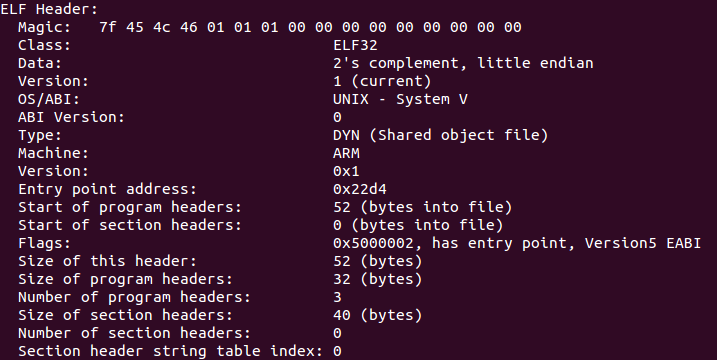 ELF Header:
  Magic:   7f 45 4c 46 01 01 01 00 00 00 00 00 00 00 00 00
  Class:                             ELF32
  Data:                              2's complement, little endian
  Version:                           1 (current)
  OS/ABI:                            UNIX - System V
  ABI Version:                       0
  Type:                              DYN (Shared object file)
  Machine:                           ARM
  Version:                           0x1
  Entry point address:               0x22d4
  Start of program headers:          52 (bytes into file)
  Start of section headers:          0 (bytes into file)
  Flags:                             0x5000002, has entry point, Version5 EABI
  Size of this header:               52 (bytes)
  Size of program headers:           32 (bytes)
  Number of program headers:         3
  Size of section headers:           40 (bytes)
  Number of section headers:         0
  Section header string table index: 0